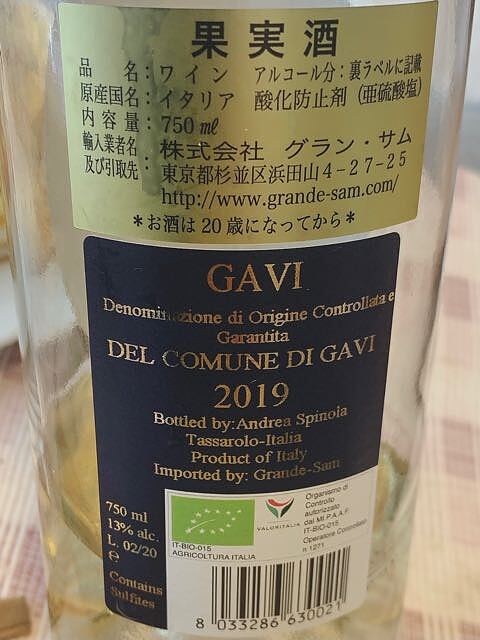 果実酒
品　名：ワイン　アルコール分：裏ラベルに記載
原産国名：イタリア　酸化防止剤（亜硫酸塩）
内容量：750㎖
輸入業者名及び引取先：株式会社　グラン・サム
東京都杉並区浜田山4－27－25
http://www.grande-sam.com/
＊お酒は20歳になってから＊
GAVI
Denominazione di Origine Controllata e
Garantita
DEL COMUNE DI GAVI
2019
Bottled by:Andrea Spinola
Tassarolo-Italia
Product of Italy
Imported by: Grande-Sam
750 ml
13% alc.
L. 02/20
e
Contains
Sulfites
IT-BIO-015
AGRICOLTURA ITALIA
VALORITALIA
Organismo di
Controllo
autorizzato
dal MI.P.A.A.F.
IT-BIO-015
Operatore Controllato
n 1271
8 033286 630021